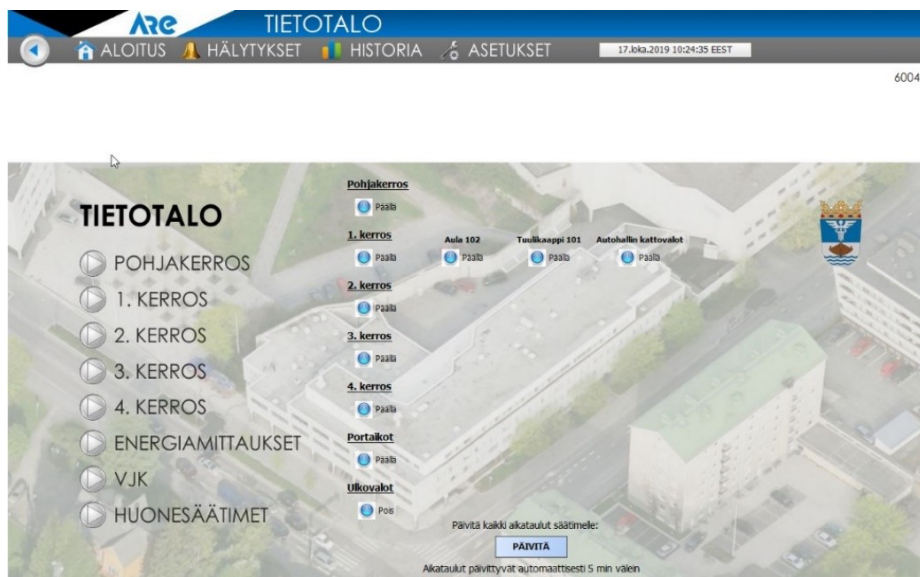 Are TIETOTALO
ALOITUS HÄLYTYKSET HISTORIA ASETUKSET 17.loka.2019 10:24:35 EEST
6004
TIETOTALO
POHJAKERROS
1. KERROS
2. KERROS
3. KERROS
4. KERROS
ENERGIAMITTAUKSET
VJK
HUONESÄÄTIMET
Pohjakerros
Päällä
1. kerros Aula 102 Tuulikaappi 101 Autohallin kattovalot
Päällä Päällä Päällä Päällä
2. kerros
Päällä
3. kerros
Päällä
4. kerros
Päällä
Portaikot
Päällä
Ulkovalot
Pois
Päivitä kaikki aikataulut säätimelle:
PÄIVITÄ
Aikataulut päivittyvät automaattisesti 5 min välein